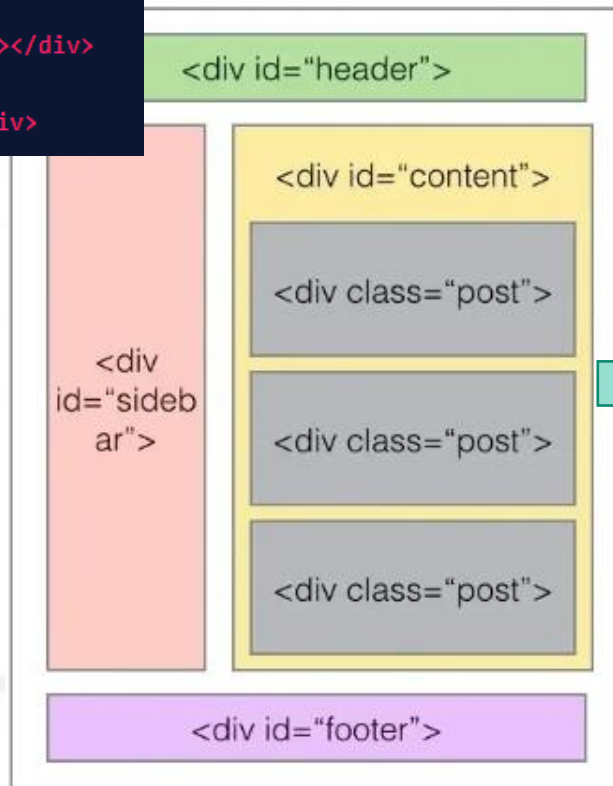 ></div>
iv>
<div id=“header”>
<div id=“content”>
<div class=“post”>
<div
id=“sideb
ar”>
<div class=“post”>
<div class=“post”>
<div id=“footer”>